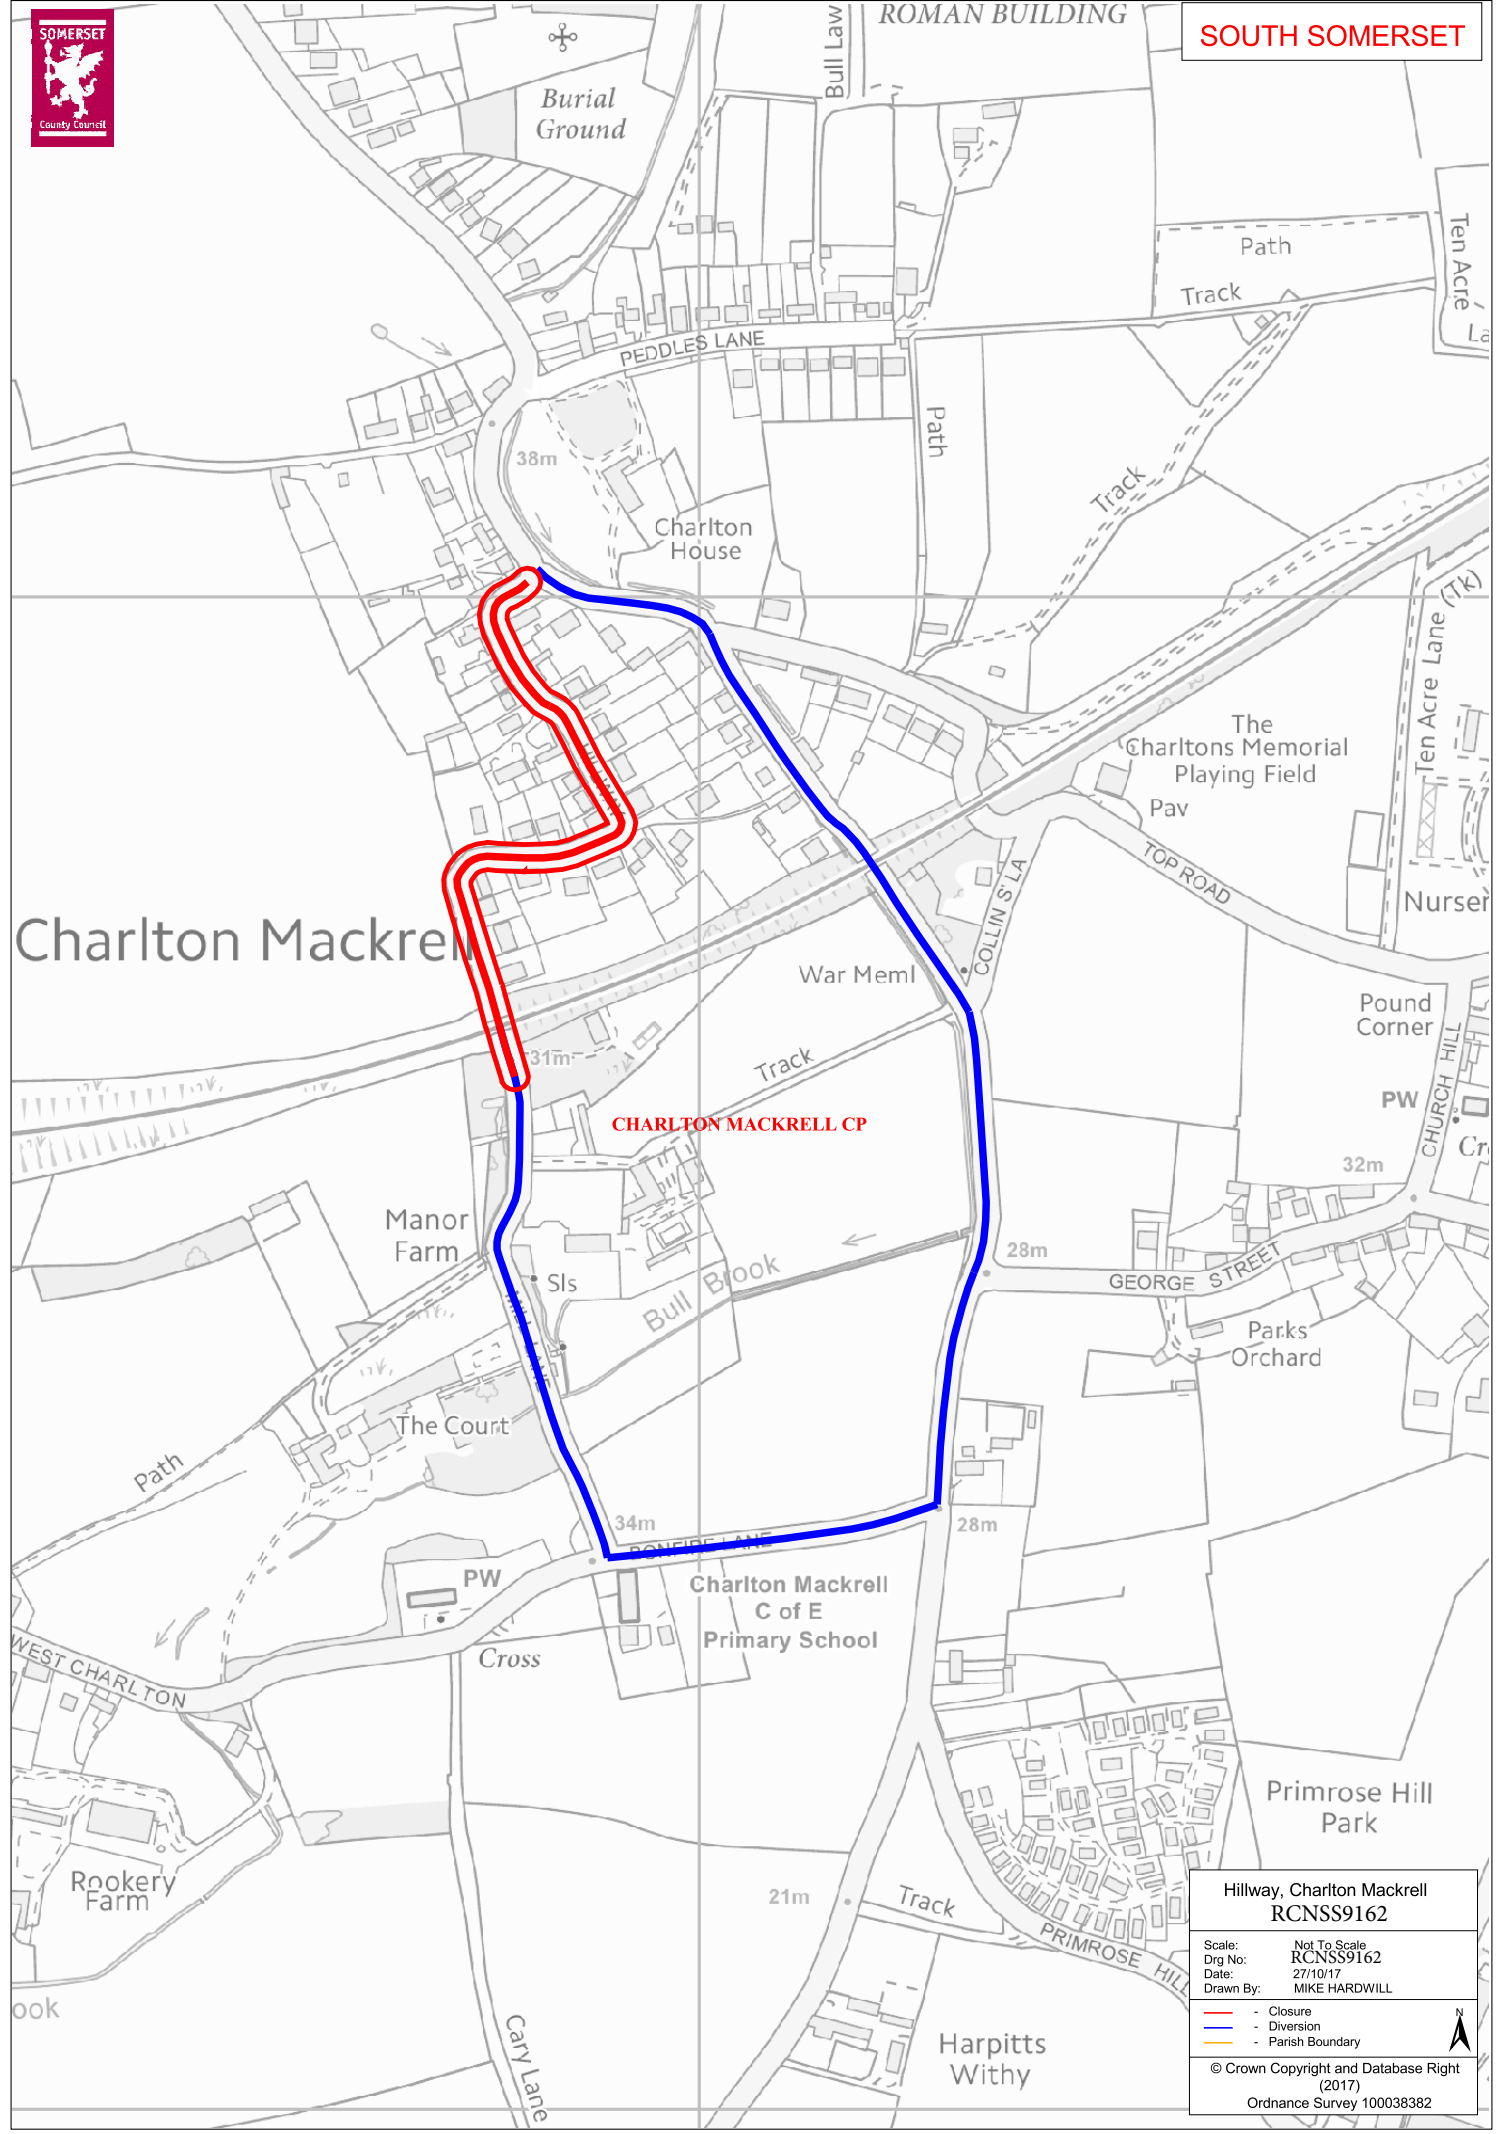 SOMERSET
County Council
SOUTH SOMERSET
ROMAN BUILDING
Bull Law
Burial
Ground
Path
Ten Acre
Track
PEDDLES LANE
Path
38m
Track
Charlton
House
Ten Acre Lane (Tk)
The
Charltons Memorial
Playing Field
Pav
TOP ROAD
COLLIN S' LA
Charlton Mackrell
War Meml
Pound
Corner
CHURCH HILL
PW
31m
Track
CHARLTON MACKRELL CP
32m
Manor
Farm
28m
GEORGE STREET
Sls
Bull Brook
MILL LANE
Parks
Orchard
The Court
Path
34m
BONFIRE LANE
28m
PW
Charlton Mackrell
C of E
Primary School
Cross
WEST CHARLTON
Primrose Hill
Park
Rookery
Farm
21m
Track
PRIMROSE HILL
ook
Cary Lane
Harpitts
Withy
Hillway, Charlton Mackrell
RCNSS9162
Scale: Not To Scale
Drg No: RCNSS9162
Date: 27/10/17
Drawn By: MIKE HARDWILL
- Closure
- Diversion
- Parish Boundary
N
© Crown Copyright and Database Right
(2017)
Ordnance Survey 100038382